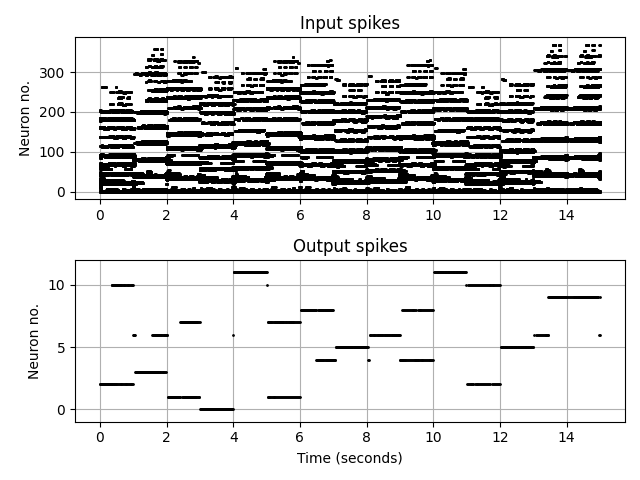 Input spikes
Neuron no.
300
200
100
0
0 2 4 6 8 10 12 14
Output spikes
Neuron no.
10
5
0
0 2 4 6 8 10 12 14
Time (seconds)